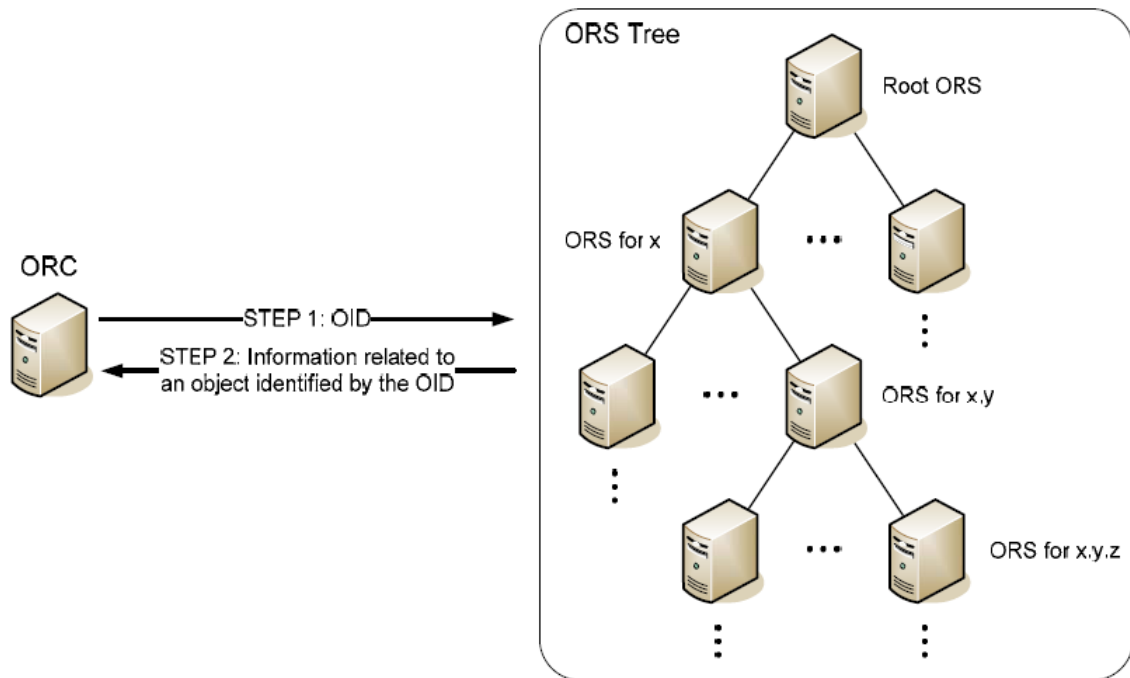 ORS Tree
Root ORS
ORS for x
ORC
STEP 1: OID
STEP 2: Information related to
an object identified by the OID
ORS for x.y
ORS for x.y.z